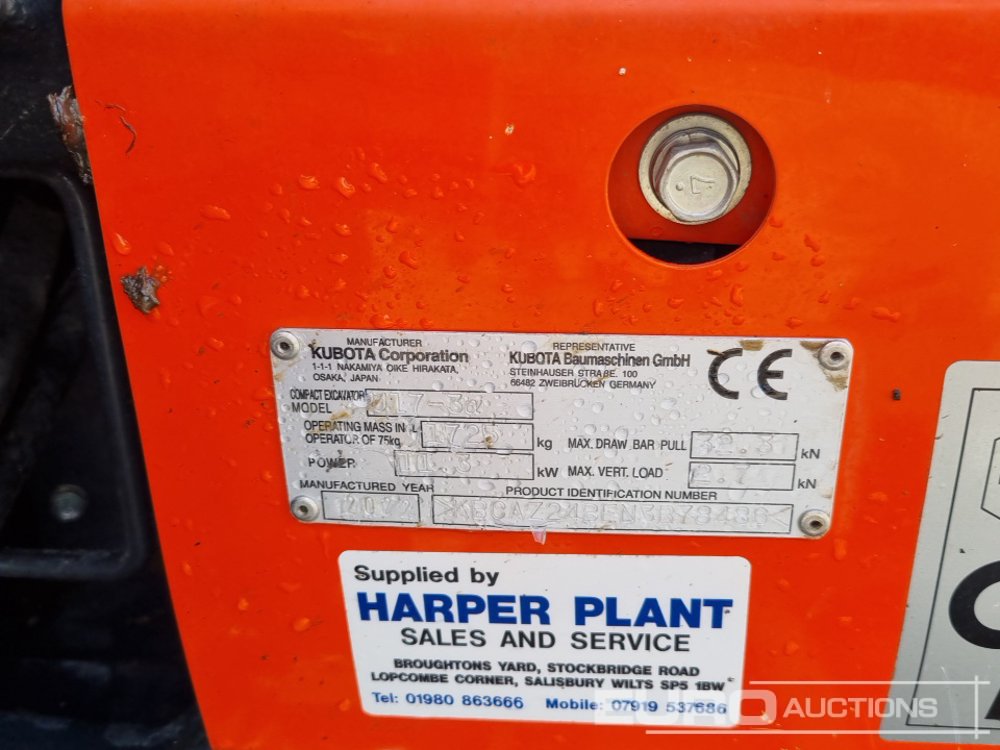 MANUFACTURER
KUBOTA Corporation
1-1-1 NAKAMIYA OIKE HIRAKATA,
OSAKA, JAPAN
REPRESENTATIVE
KUBOTA Baumaschinen GmbH
STEINHAUSER STRAßE. 100
66482 ZWEIBRÜCKEN GERMANY
CE
COMPACT EXCAVATOR
MODEL
OPERATING MASS INCL
OPERATOR OF 75kg kg
MAX. DRAW BAR PULL kN
POWER kW
MAX. VERT. LOAD kN
MANUFACTURED YEAR
PRODUCT IDENTIFICATION NUMBER
2022
Supplied by
HARPER PLANT
SALES AND SERVICE
BROUGHTONS YARD, STOCKBRIDGE ROAD
LOPCOMBE CORNER, SALISBURY WILTS SP5 1BW
Tel: 01980 863666 Mobile: 07919 537686
EURO AUCTIONS